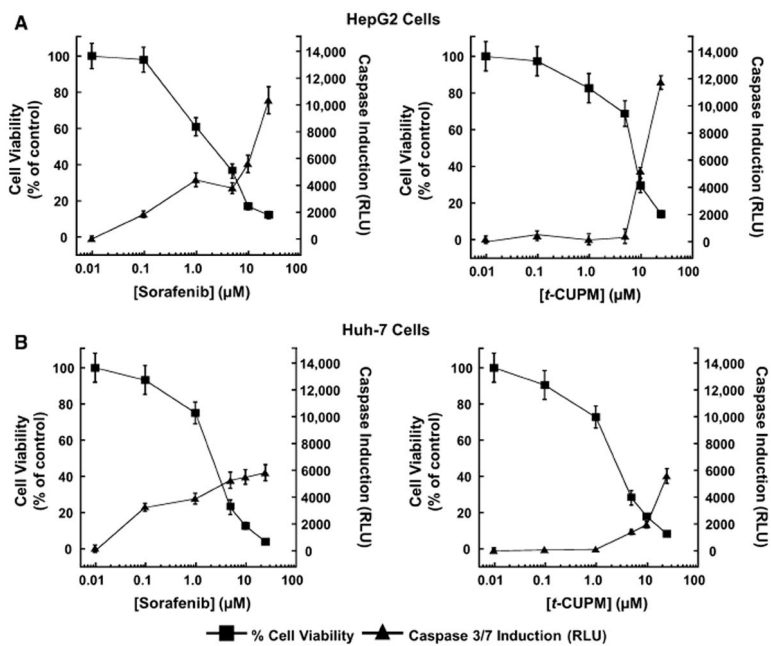 A
HepG2 Cells
Cell Viability
(% of control)
100
80
60
40
20
0
14,000
12,000
10,000
8000
6000
4000
2000
0
Caspase Induction
(RLU)
0.01 0.1 1.0 10 100
[Sorafenib] (µM)
Cell Viability
(% of control)
100
80
60
40
20
0
14,000
12,000
10,000
8000
6000
4000
2000
0
Caspase Induction
(RLU)
0.01 0.1 1.0 10 100
[t-CUPM] (µM)
B
Huh-7 Cells
Cell Viability
(% of control)
100
80
60
40
20
0
14,000
12,000
10,000
8000
6000
4000
2000
0
Caspase Induction
(RLU)
0.01 0.1 1.0 10 100
[Sorafenib] (µM)
Cell Viability
(% of control)
100
80
60
40
20
0
14,000
12,000
10,000
8000
6000
4000
2000
0
Caspase Induction
(RLU)
0.01 0.1 1.0 10 100
[t-CUPM] (µM)
% Cell Viability Caspase 3/7 Induction (RLU)